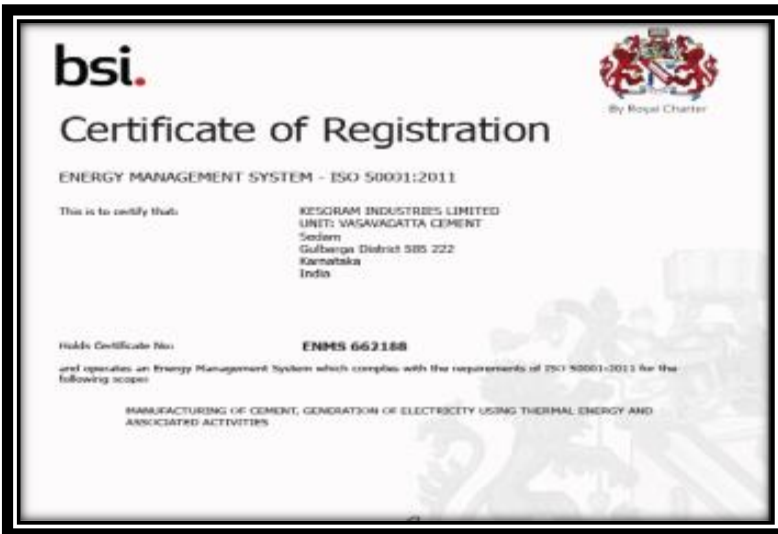 bsi.
By Royal Charter
Certificate of Registration
ENERGY MANAGEMENT SYSTEM - ISO 50001:2011
This is to certify that:
KESORAM INDUSTRIES LIMITED
UNIT: VASAVADATTA CEMENT
Sedam
Gulbarga District 585 222
Karnataka
India
Holds Certificate No:
ENMS 662188
and operates an Energy Management System which complies with the requirements of ISO 50001:2011 for the
following scope:
MANUFACTURING OF CEMENT, GENERATION OF ELECTRICITY USING THERMAL ENERGY AND
ASSOCIATED ACTIVITIES